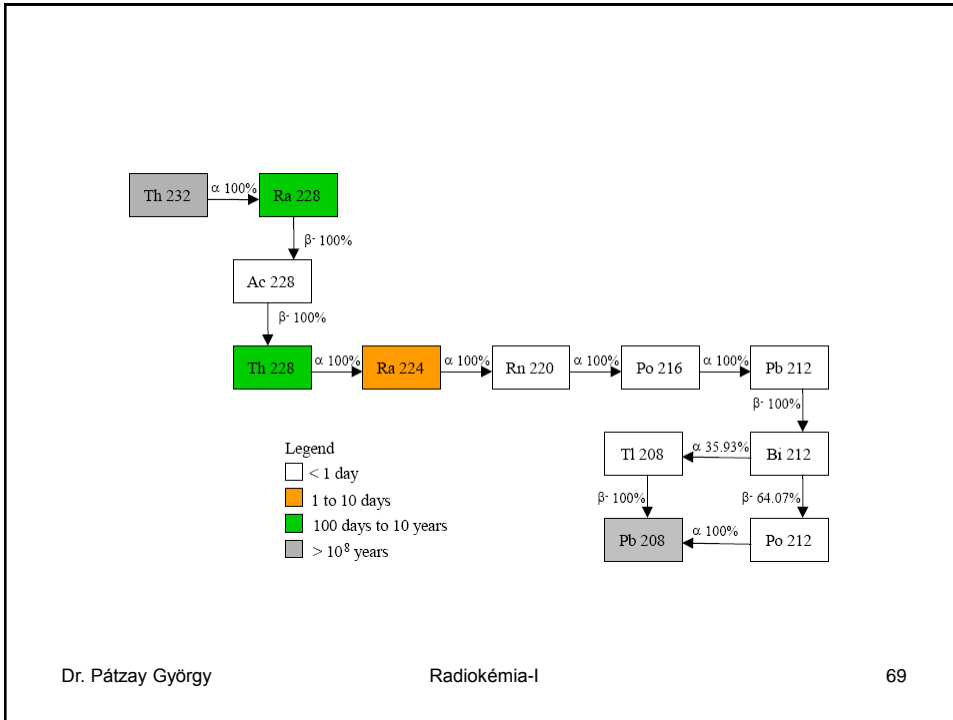 Th 232
α 100%
Ra 228
β- 100%
Ac 228
β- 100%
Th 228
α 100%
Ra 224
α 100%
Rn 220
α 100%
Po 216
α 100%
Pb 212
β- 100%
Tl 208
α 35.93%
Bi 212
β- 100%
β- 64.07%
Pb 208
α 100%
Po 212
Legend
< 1 day
1 to 10 days
100 days to 10 years
> 10⁸ years
Dr. Pátzay György
Radiokémia-I
69